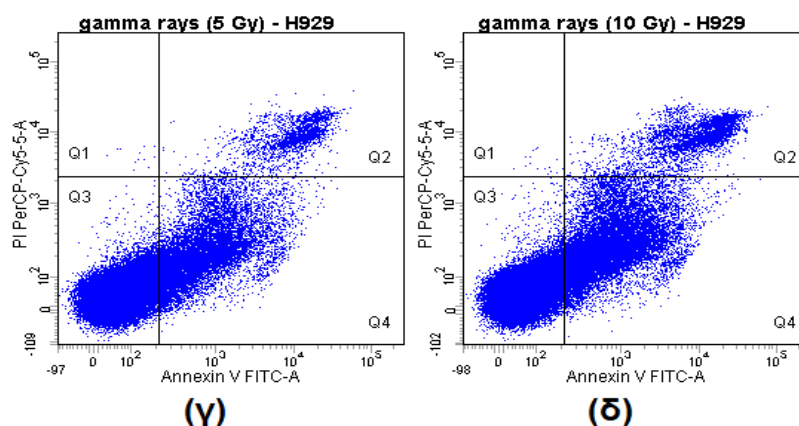 gamma rays (5 Gy) - H929
PI PerCP-Cy5-5-A
10^5
10^4
10^3
10^2
0
-109
Q1
Q2
Q3
Q4
-97
0
10^2
10^3
10^4
10^5
Annexin V FITC-A
(γ)
gamma rays (10 Gy) - H929
PI PerCP-Cy5-5-A
10^5
10^4
10^3
10^2
0
-102
Q1
Q2
Q3
Q4
-98
0
10^2
10^3
10^4
10^5
Annexin V FITC-A
(δ)